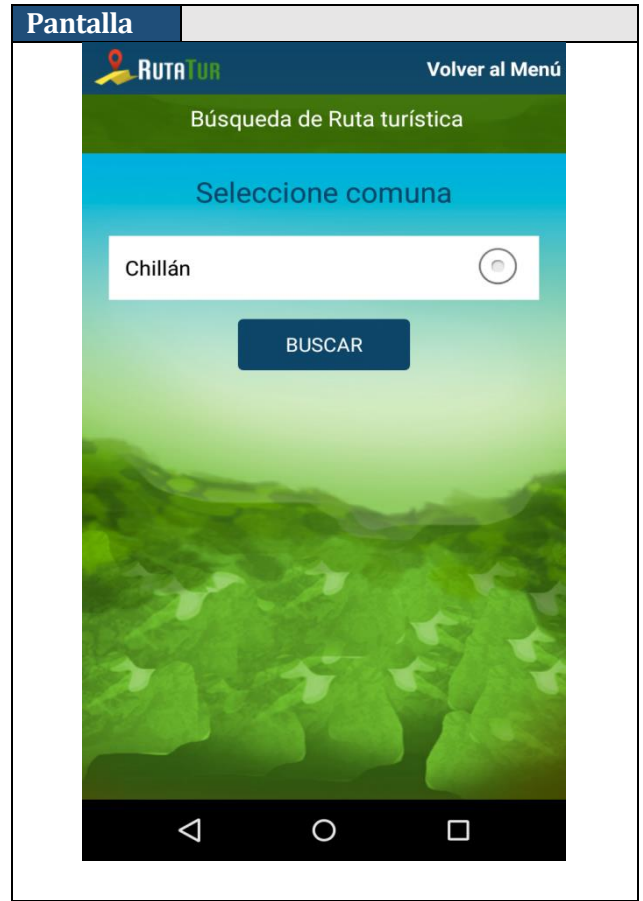 Pantalla
RUTATUR
Volver al Menú
Búsqueda de Ruta turística
Seleccione comuna
Chillán
BUSCAR